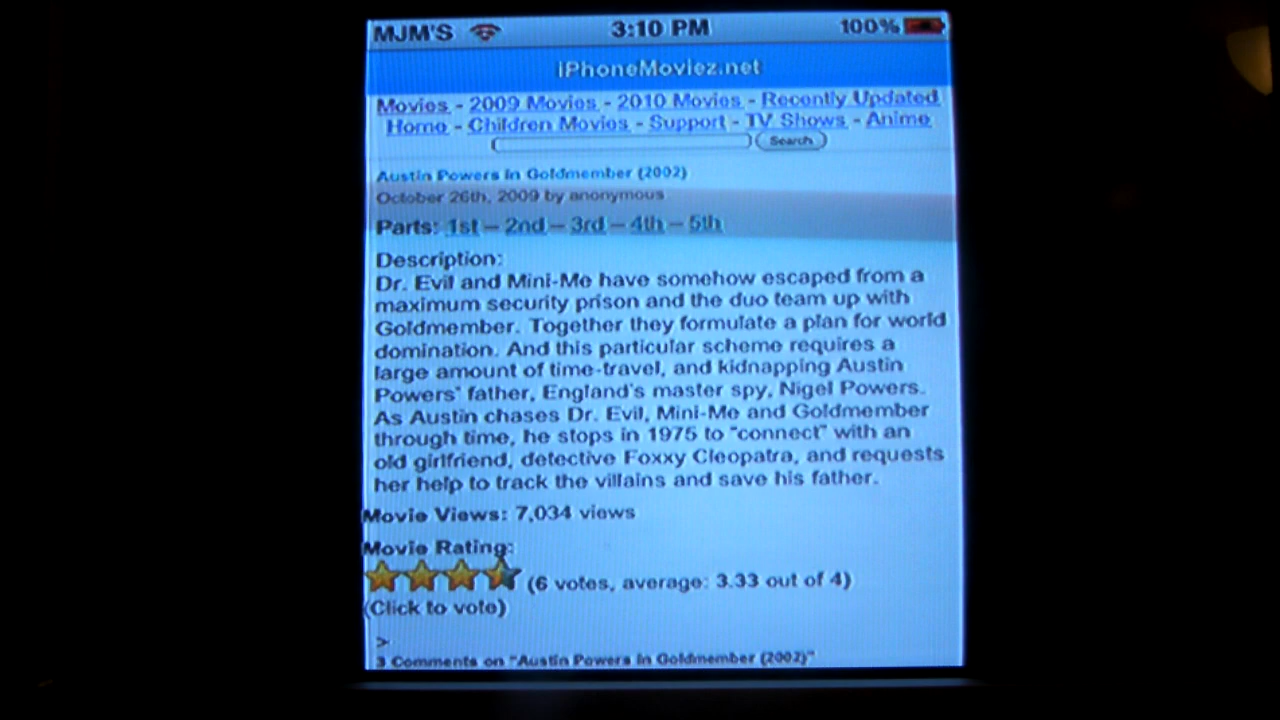 MJM'S 3:10 PM 100%
iPhoneMoviez.net
Movies - 2009 Movies - 2010 Movies - Recently Updated
Home - Children Movies - Support - TV Shows - Anime
Search
Austin Powers in Goldmember (2002)
October 26th, 2009 by anonymous
Parts: 1st – 2nd – 3rd – 4th – 5th
Description:
Dr. Evil and Mini-Me have somehow escaped from a
maximum security prison and the duo team up with
Goldmember. Together they formulate a plan for world
domination. And this particular scheme requires a
large amount of time-travel, and kidnapping Austin
Powers' father, England's master spy, Nigel Powers.
As Austin chases Dr. Evil, Mini-Me and Goldmember
through time, he stops in 1975 to "connect" with an
old girlfriend, detective Foxxy Cleopatra, and requests
her help to track the villains and save his father.
Movie Views: 7,034 views
Movie Rating:
(6 votes, average: 3.33 out of 4)
(Click to vote)
>
3 Comments on "Austin Powers in Goldmember (2002)"